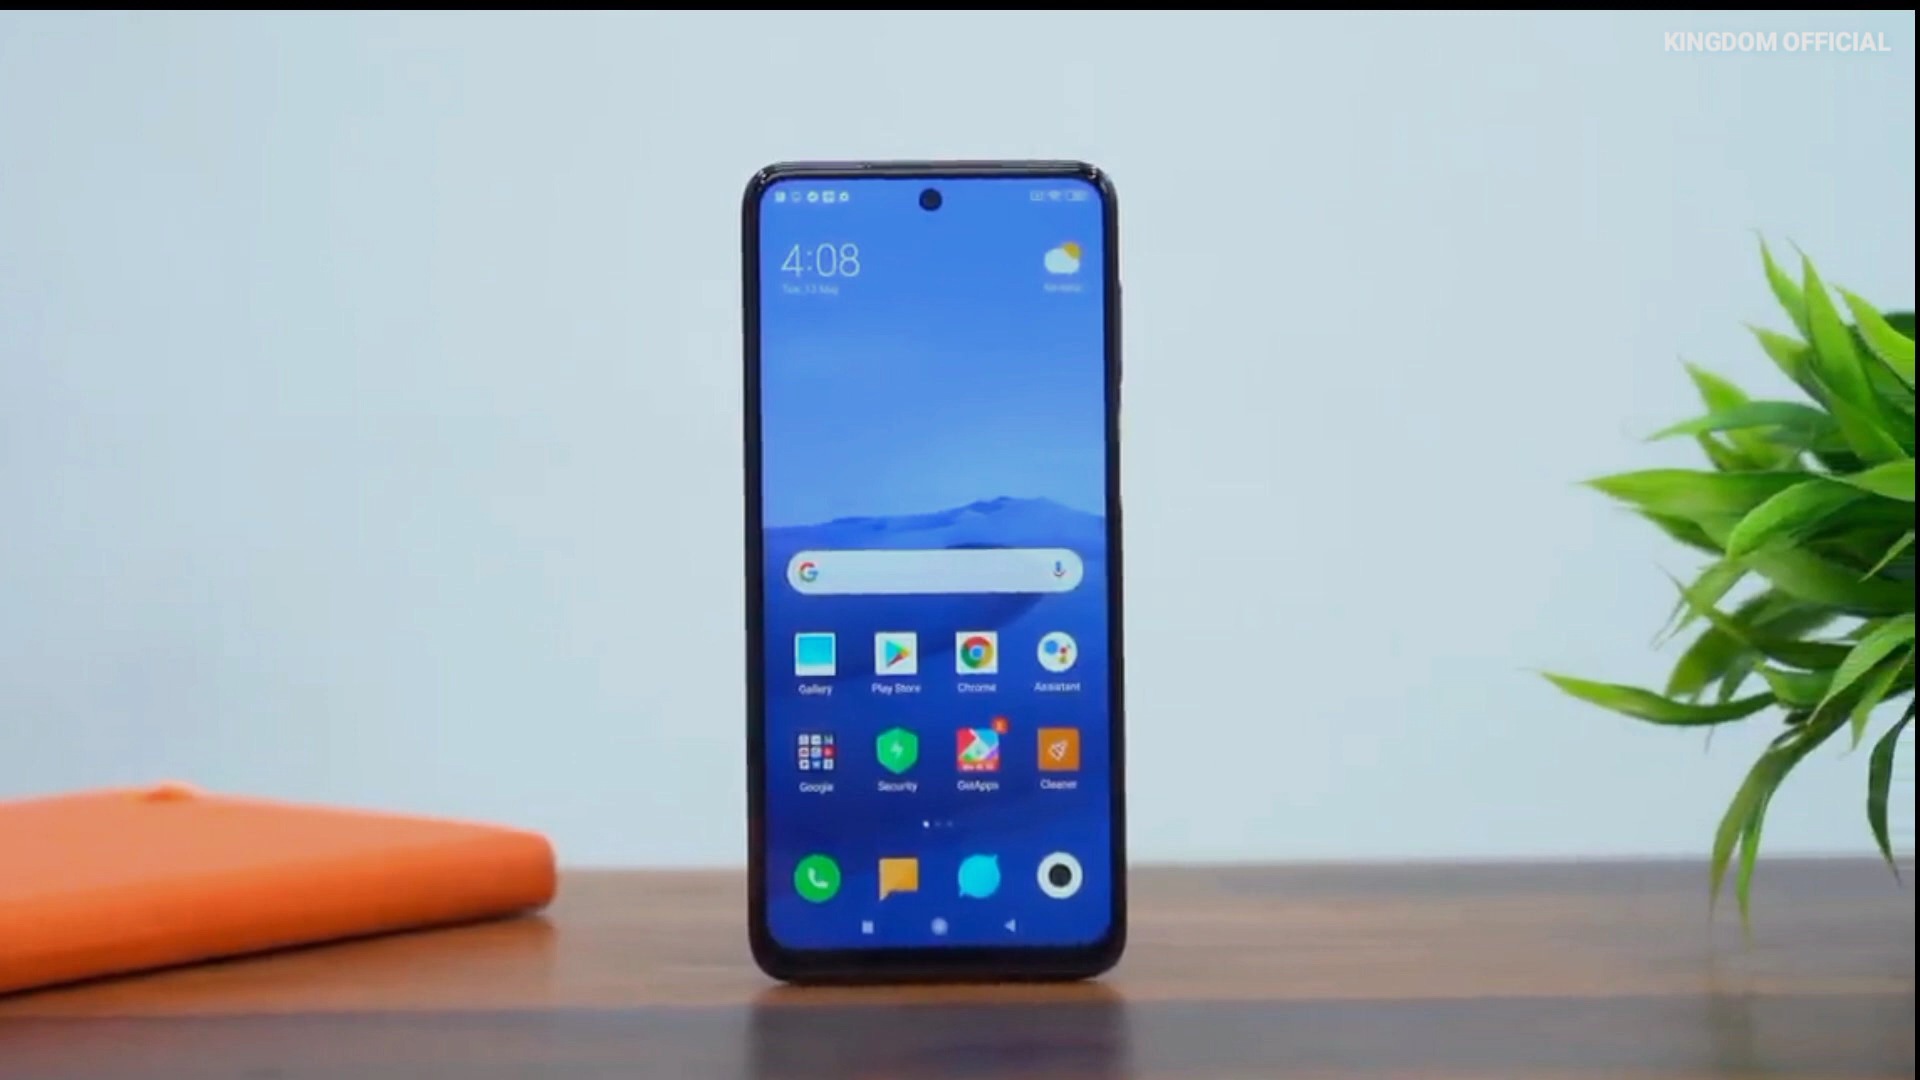 KINGDOM OFFICIAL
4:08
Gallery Play Store Chrome Assistant
Google Security GetApps Cleaner